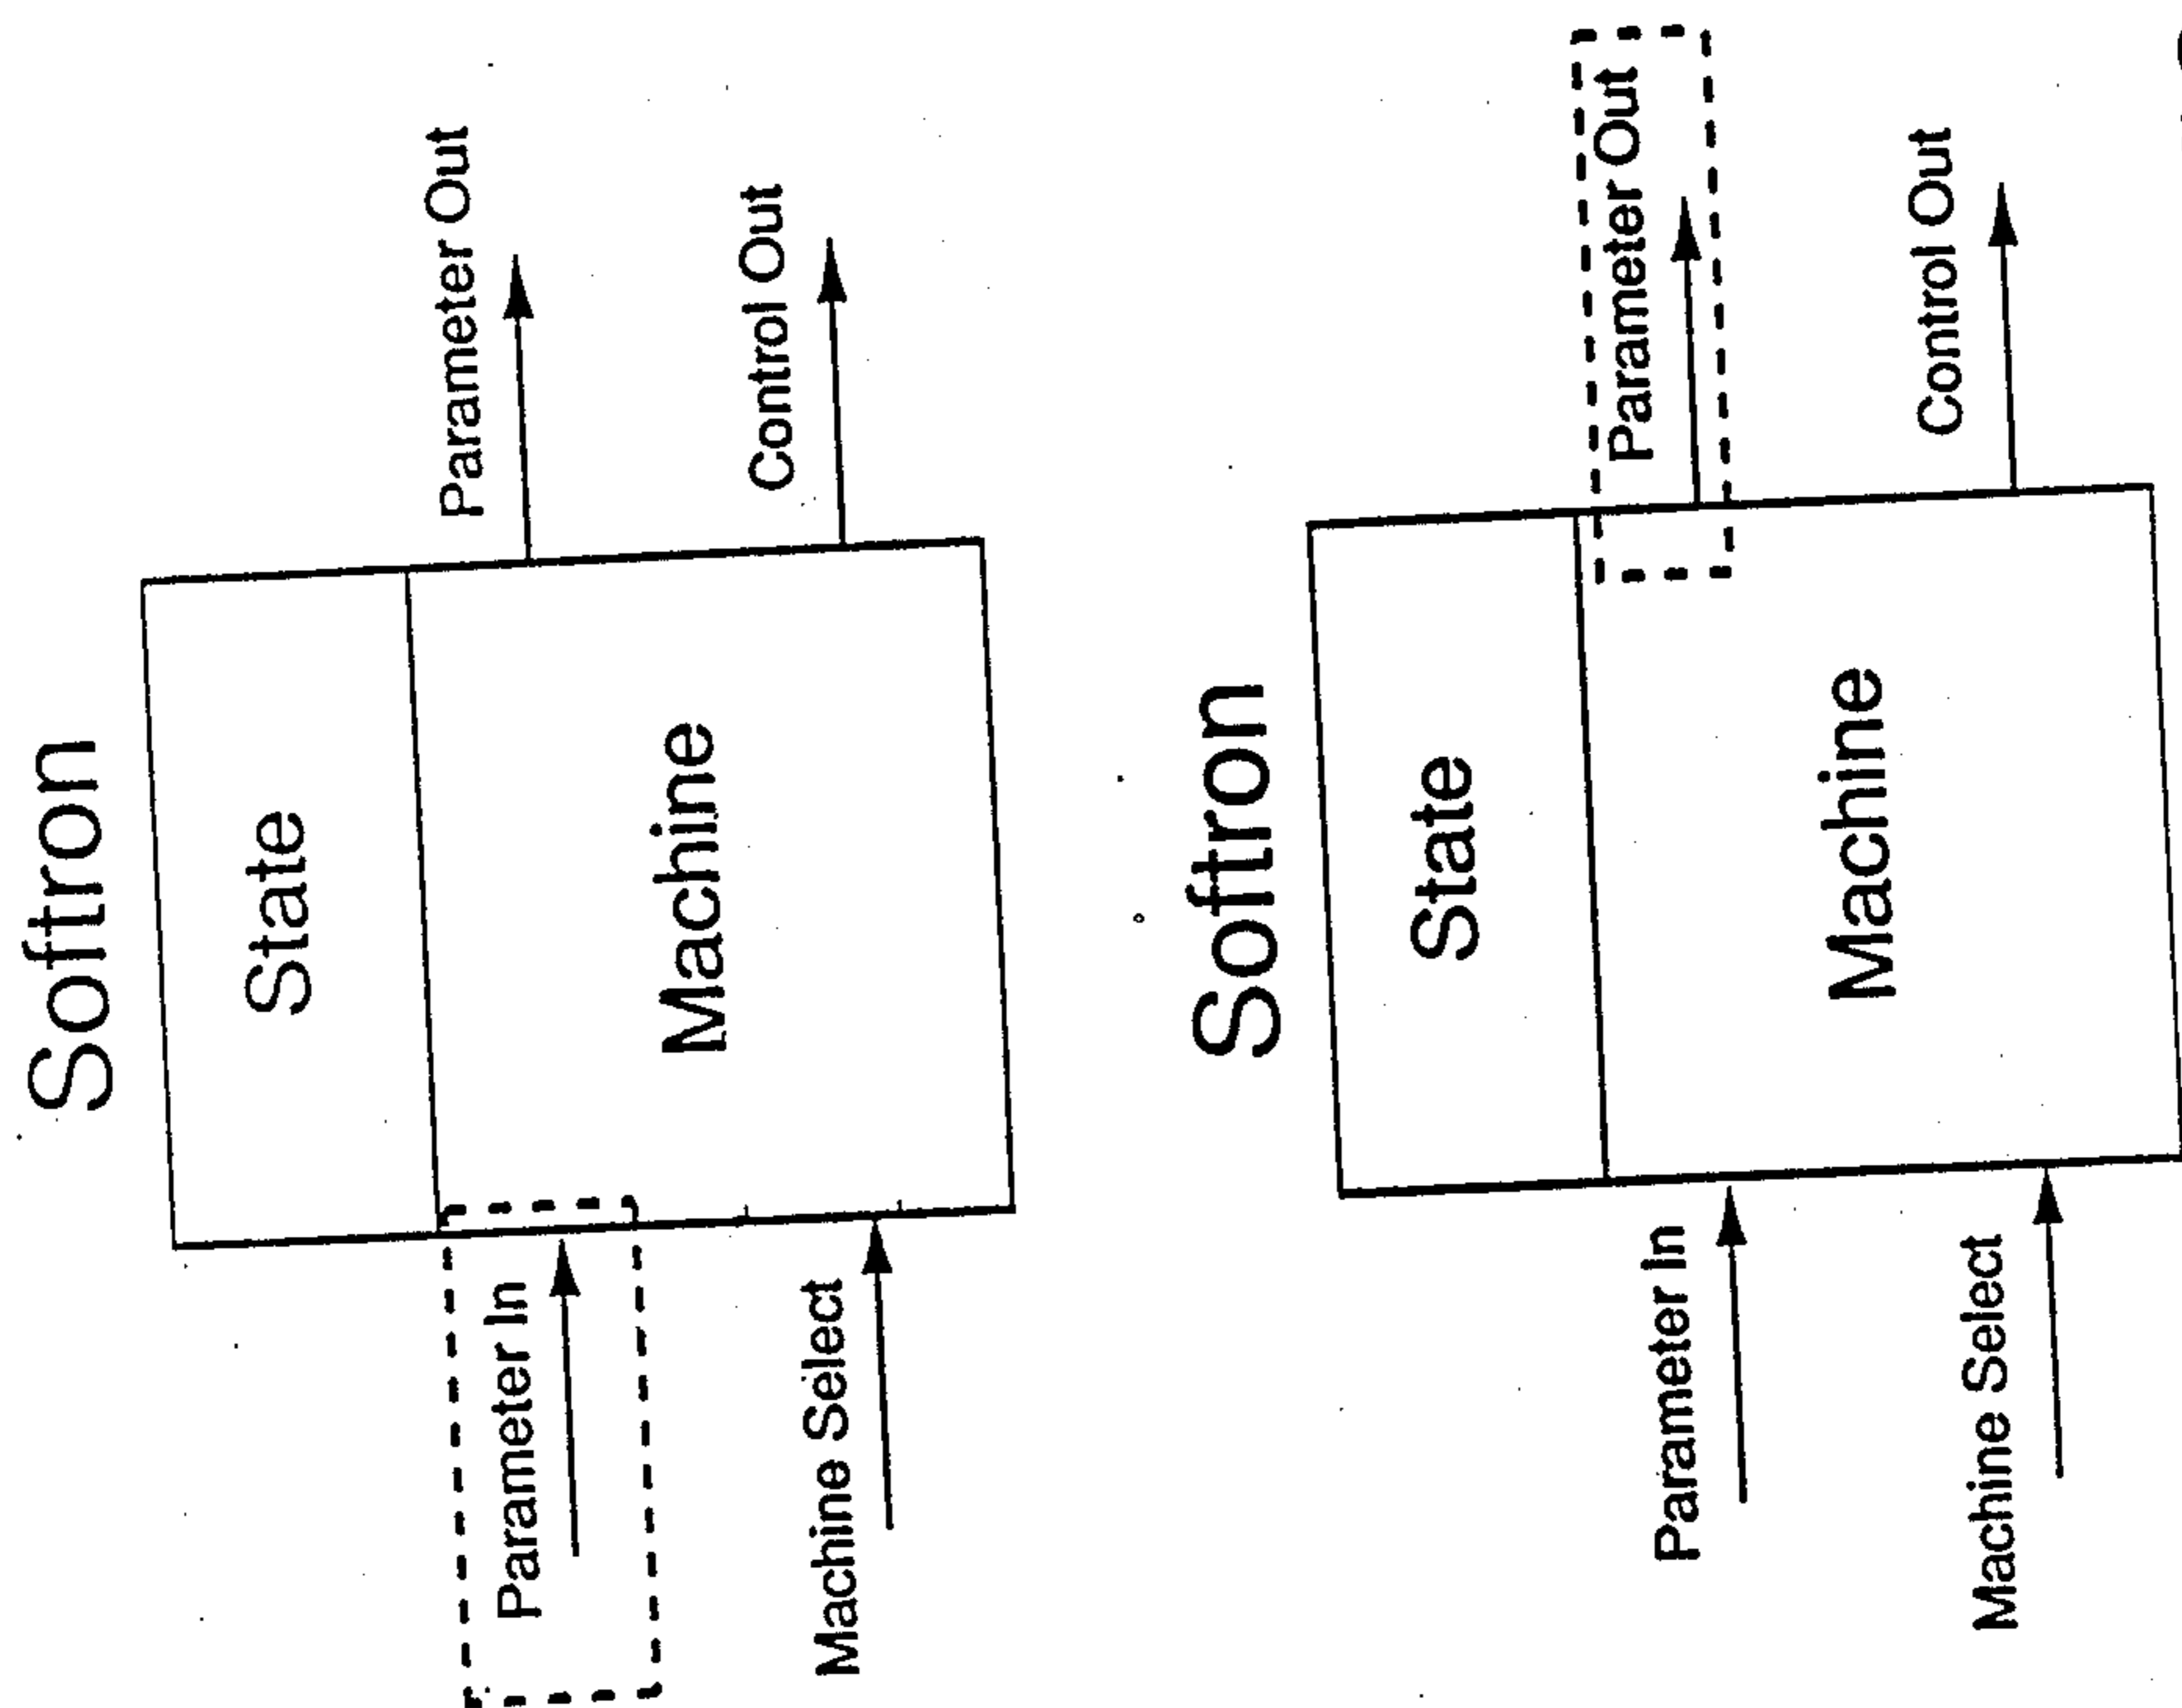 Softron
State
Parameter In
Parameter Out
Machine
Machine Select
Control Out
Softron
State
Parameter In
Parameter Out
Machine
Machine Select
Control Out